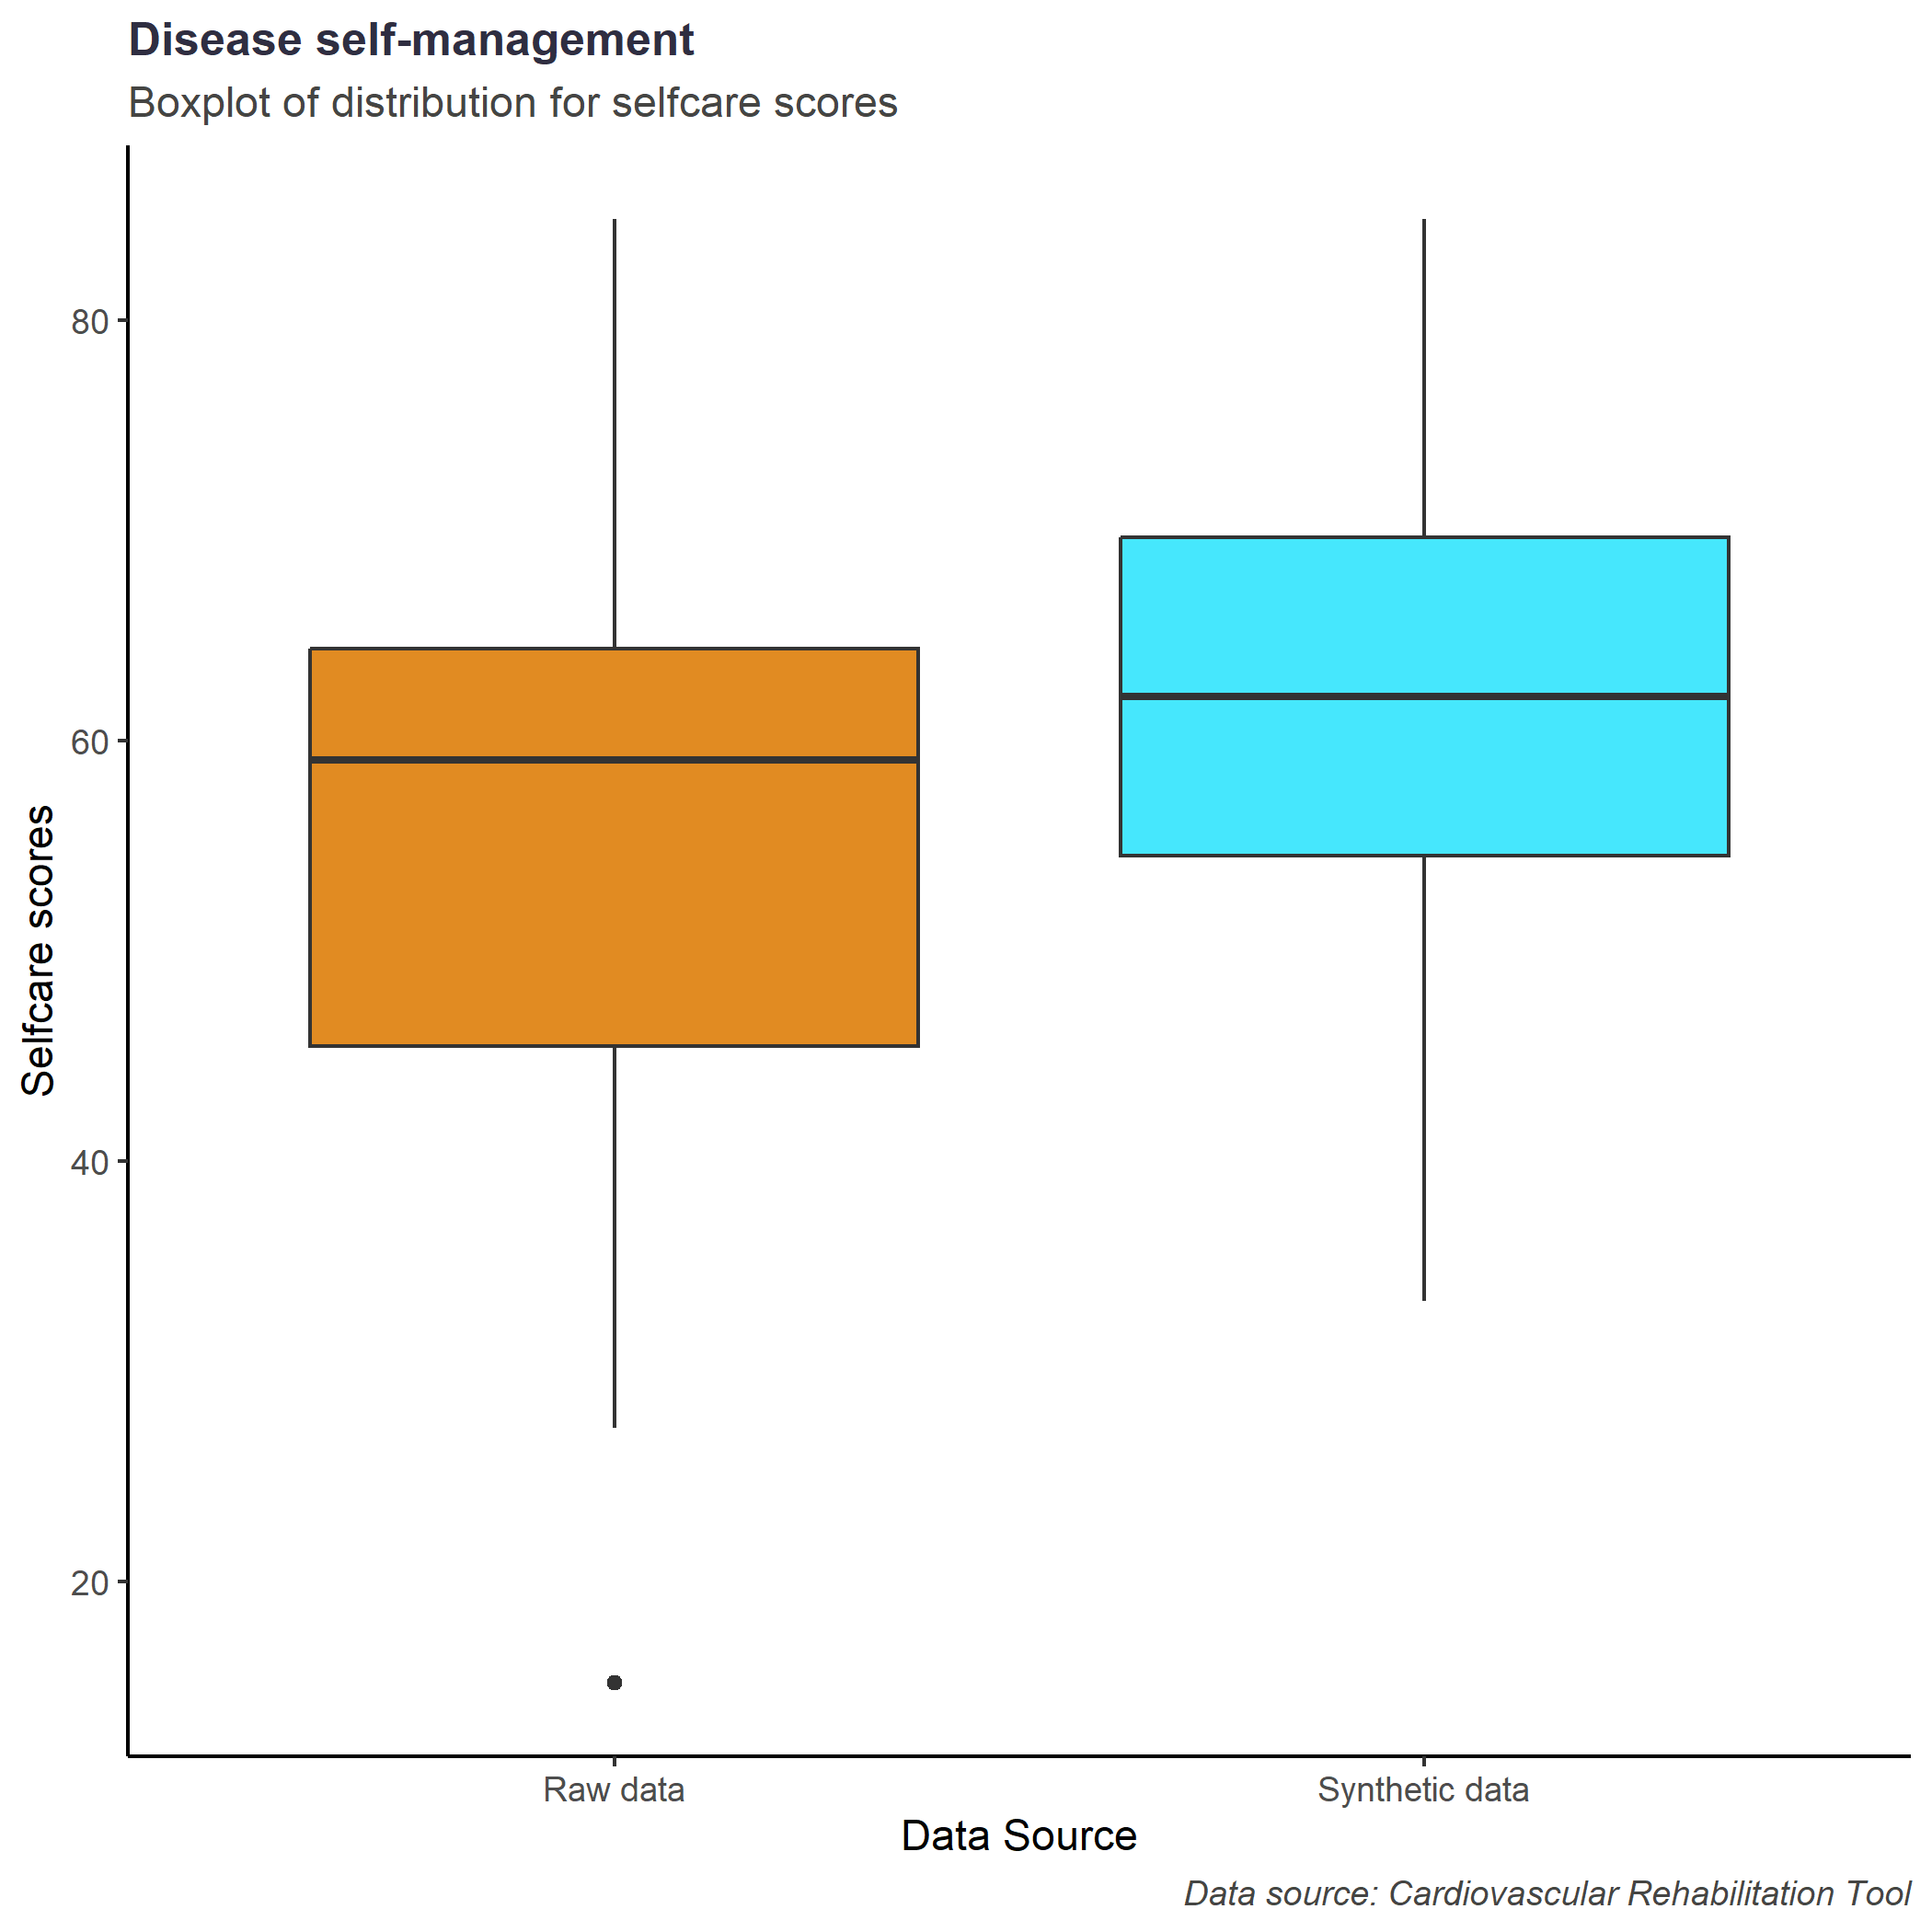 Disease self-management
Boxplot of distribution for selfcare scores
80
60
40
20
Selfcare scores
Raw data
Synthetic data
Data Source
Data source: Cardiovascular Rehabilitation Tool